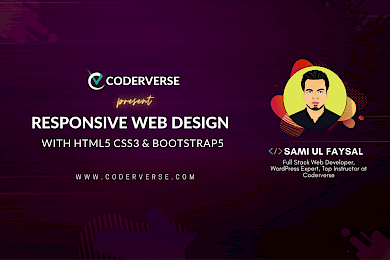 CODERVERSE
present
RESPONSIVE WEB DESIGN
WITH HTML5 CSS3 & BOOTSTRAP5
WWW.CODERVERSE.COM
</> SAMI UL FAYSAL
Full Stack Web Developer,
WordPress Expert, Top Instructor at
Coderverse